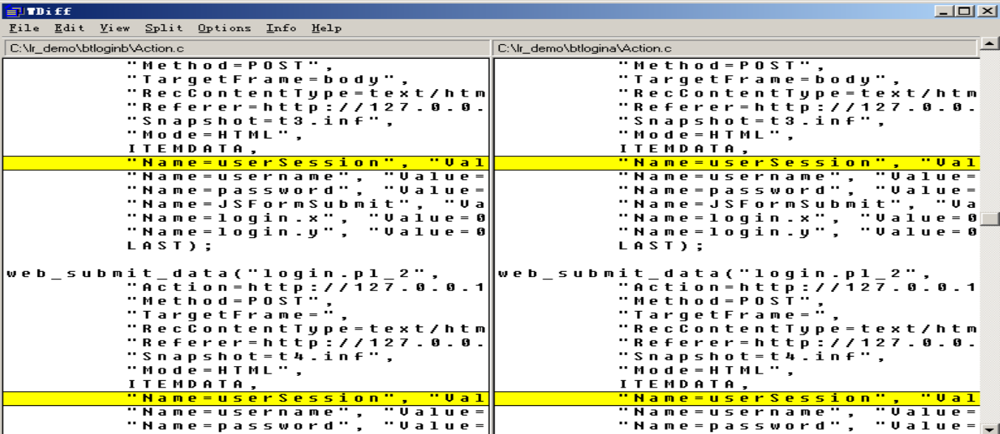 WDiff
File Edit View Split Options Info Help
C:\lr_demo\btloginb\Action.c
"Method=POST",
"TargetFrame=body",
"RecContentType=text/htm
"Referer=http://127.0.0.
"Snapshot=t3.inf",
"Mode=HTML",
ITEMDATA,
"Name=userSession", "Val
"Name=username", "Value=
"Name=password", "Value=
"Name=JSFormSubmit", "Va
"Name=login.x", "Value=0
"Name=login.y", "Value=0
LAST);
web_submit_data("login.pl_2",
"Action=http://127.0.0.1
"Method=POST",
"TargetFrame=",
"RecContentType=text/htm
"Referer=http://127.0.0.
"Snapshot=t4.inf",
"Mode=HTML",
ITEMDATA,
"Name=userSession", "Val
"Name=username", "Value=
"Name=password", "Value=
C:\lr_demo\btlogina\Action.c
"Method=POST",
"TargetFrame=body",
"RecContentType=text/htm
"Referer=http://127.0.0.
"Snapshot=t3.inf",
"Mode=HTML",
ITEMDATA,
"Name=userSession", "Val
"Name=username", "Value=
"Name=password", "Value=
"Name=JSFormSubmit", "Va
"Name=login.x", "Value=0
"Name=login.y", "Value=0
LAST);
web_submit_data("login.pl_2",
"Action=http://127.0.0.1
"Method=POST",
"TargetFrame=",
"RecContentType=text/htm
"Referer=http://127.0.0.
"Snapshot=t4.inf",
"Mode=HTML",
ITEMDATA,
"Name=userSession", "Val
"Name=username", "Value=
"Name=password", "Value=